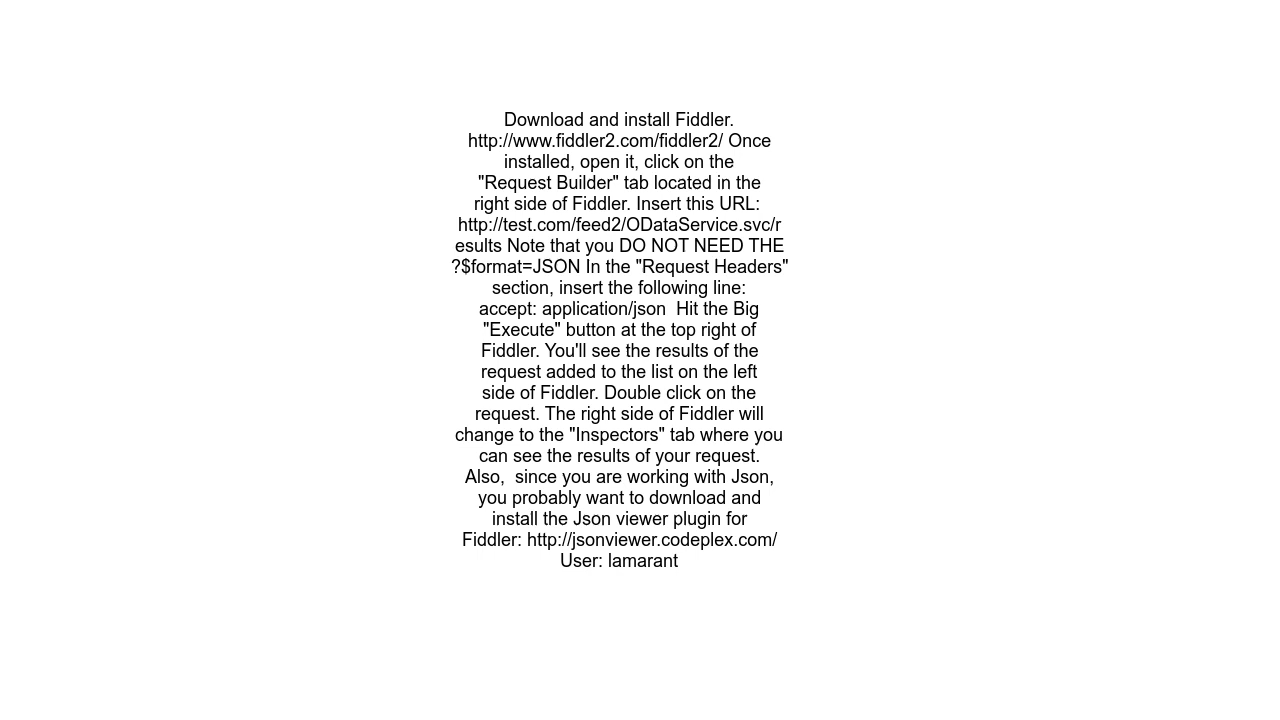 Download and install Fiddler.
http://www.fiddler2.com/fiddler2/ Once
installed, open it, click on the
"Request Builder" tab located in the
right side of Fiddler. Insert this URL:
http://test.com/feed2/ODataService.svc/r
esults Note that you DO NOT NEED THE
?$format=JSON In the "Request Headers"
section, insert the following line:
accept: application/json  Hit the Big
"Execute" button at the top right of
Fiddler. You'll see the results of the
request added to the list on the left
side of Fiddler. Double click on the
request. The right side of Fiddler will
change to the "Inspectors" tab where you
can see the results of your request.
Also,  since you are working with Json,
you probably want to download and
install the Json viewer plugin for
Fiddler: http://jsonviewer.codeplex.com/
User: lamarant